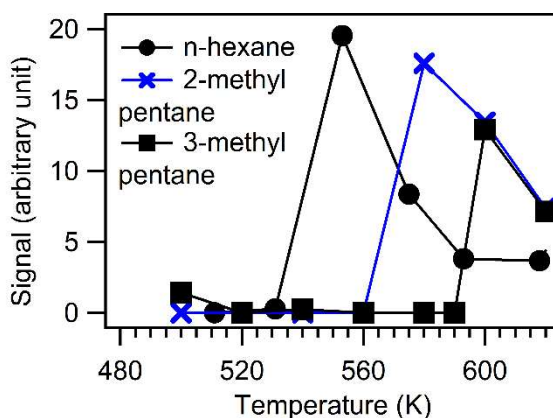 20
15
10
5
0
Signal (arbitrary unit)
n-hexane
2-methyl
pentane
3-methyl
pentane
480
520
560
600
Temperature (K)